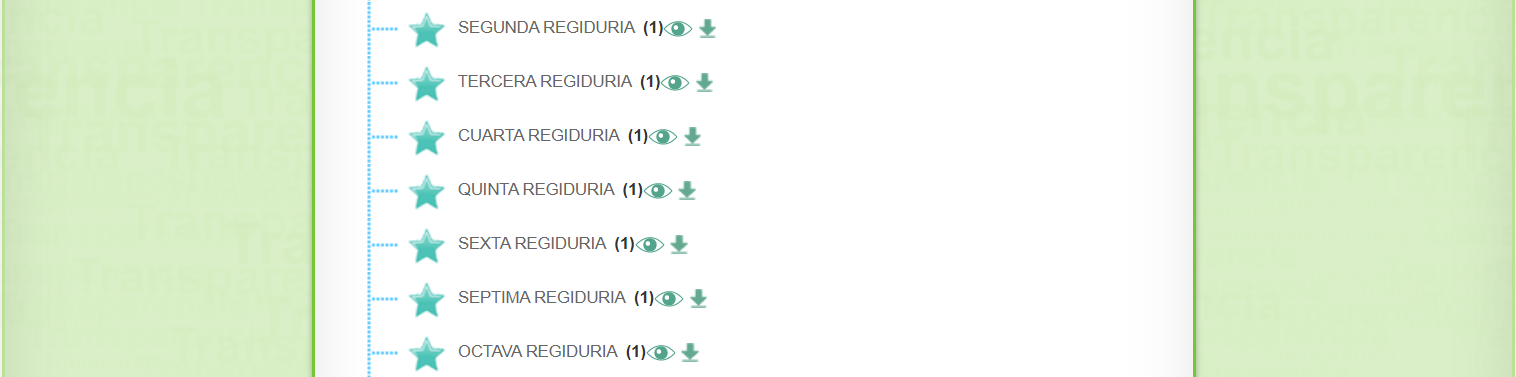 SEGUNDA REGIDURIA (1)
TERCERA REGIDURIA (1)
CUARTA REGIDURIA (1)
QUINTA REGIDURIA (1)
SEXTA REGIDURIA (1)
SEPTIMA REGIDURIA (1)
OCTAVA REGIDURIA (1)